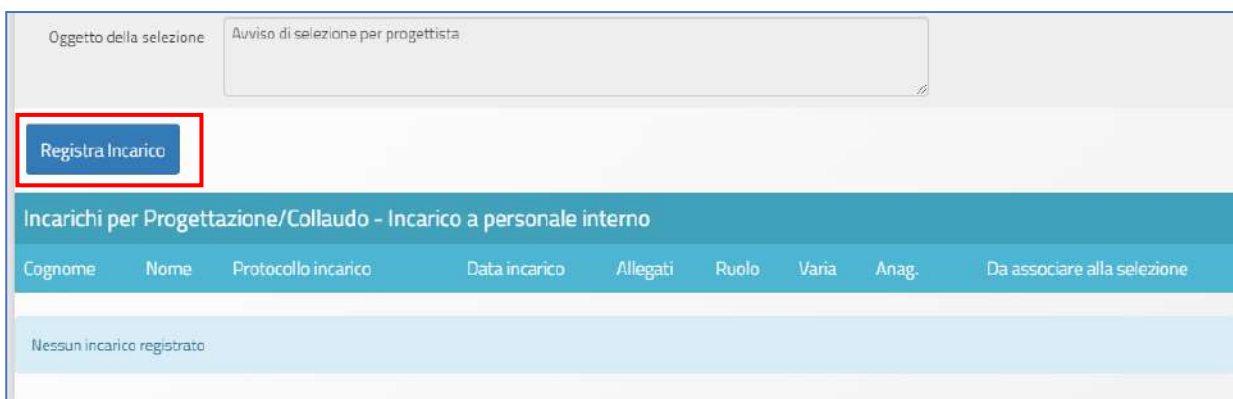 Oggetto della selezione Avviso di selezione per progettista
Registra Incarico
Incarichi per Progettazione/Collaudo - Incarico a personale interno
Cognome Nome Protocollo incarico Data incarico Allegati Ruolo Varia Anag. Da associare alla selezione
Nessun incarico registrato